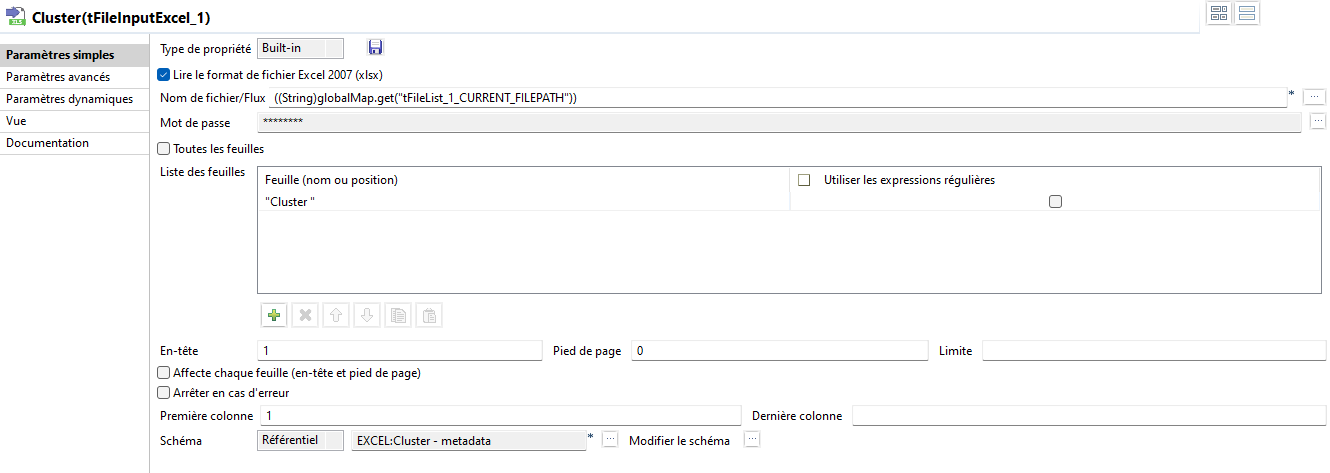 Cluster(tFileInputExcel_1)
Paramètres simples
Paramètres avancés
Paramètres dynamiques
Vue
Documentation
Type de propriété Built-in
Lire le format de fichier Excel 2007 (xlsx)
Nom de fichier/Flux ((String)globalMap.get("tFileList_1_CURRENT_FILEPATH")) * ...
Mot de passe ******** ...
Toutes les feuilles
Liste des feuilles
Feuille (nom ou position) Utiliser les expressions régulières
"Cluster "
En-tête 1 Pied de page 0 Limite
Affecte chaque feuille (en-tête et pied de page)
Arrêter en cas d'erreur
Première colonne 1 Dernière colonne
Schéma Référentiel EXCEL:Cluster - metadata * ... Modifier le schéma ...